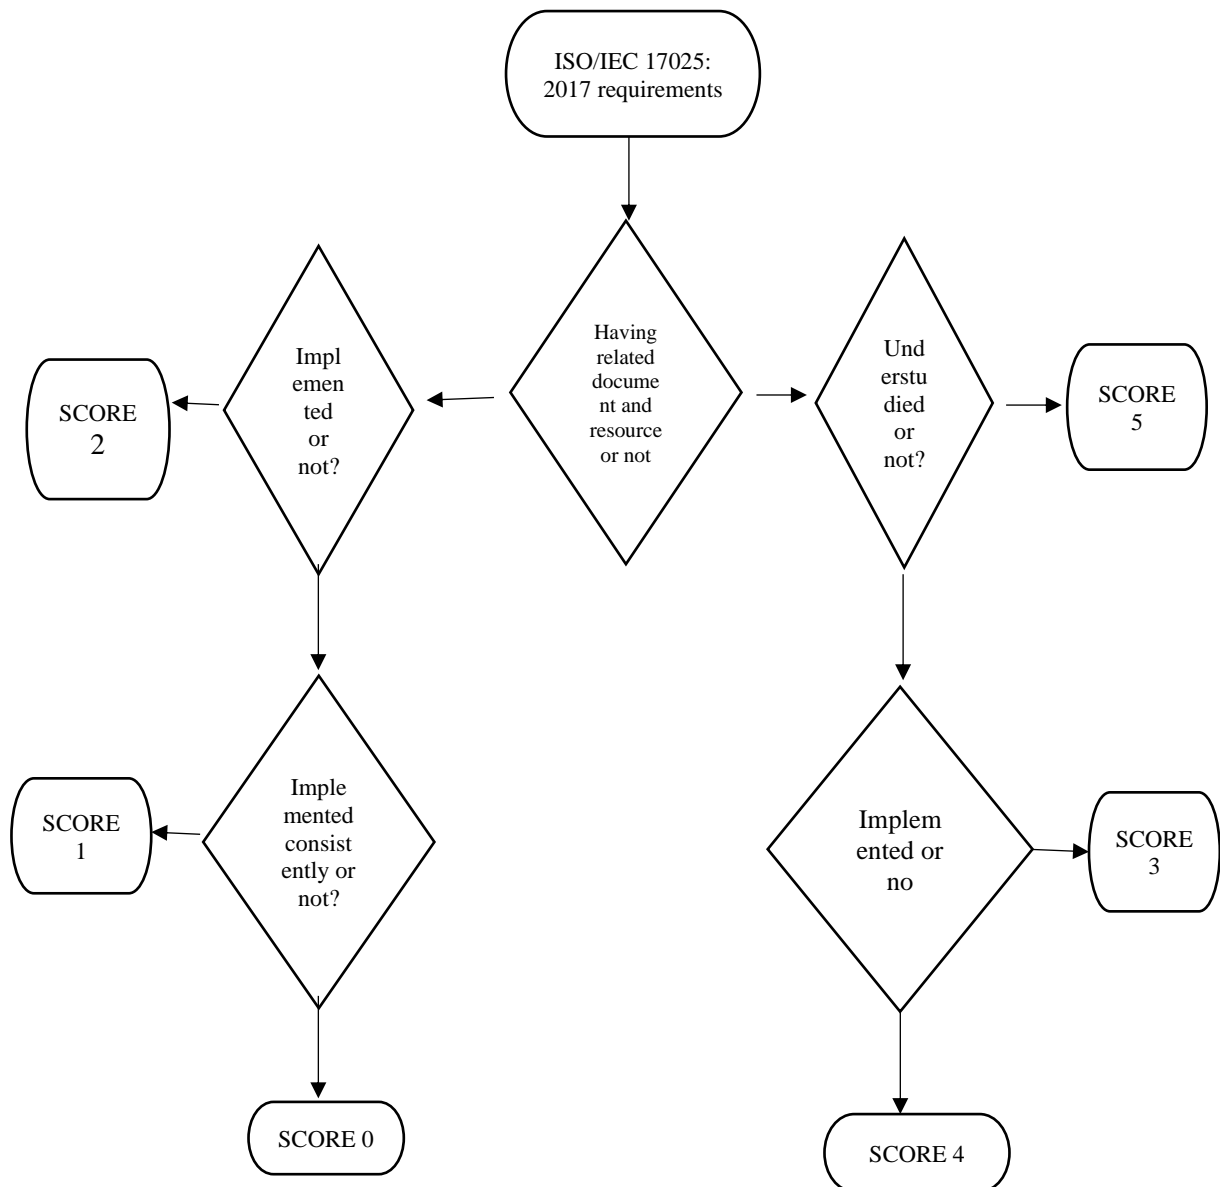 ISO/IEC 17025:
2017 requirements
Having
related
docume
nt and
resource
or not
Impl
emen
ted
or
not?
Und
erstu
died
or
not?
SCORE
2
SCORE
5
Imple
mented
consist
ently or
not?
Implem
ented or
no
SCORE
1
SCORE
3
SCORE 0
SCORE 4